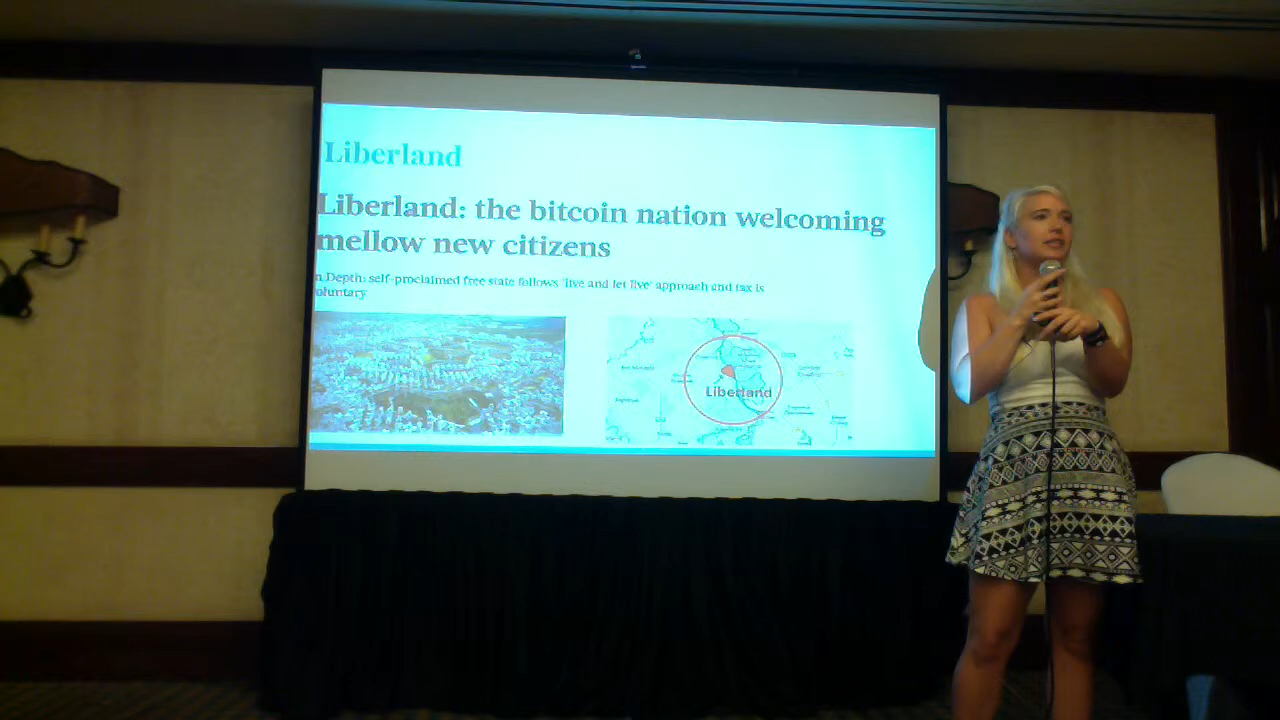 Liberland
Liberland: the bitcoin nation welcoming
mellow new citizens
n Depth: self-proclaimed free state follows 'live and let live' approach and tax is
oluntary
Liberland